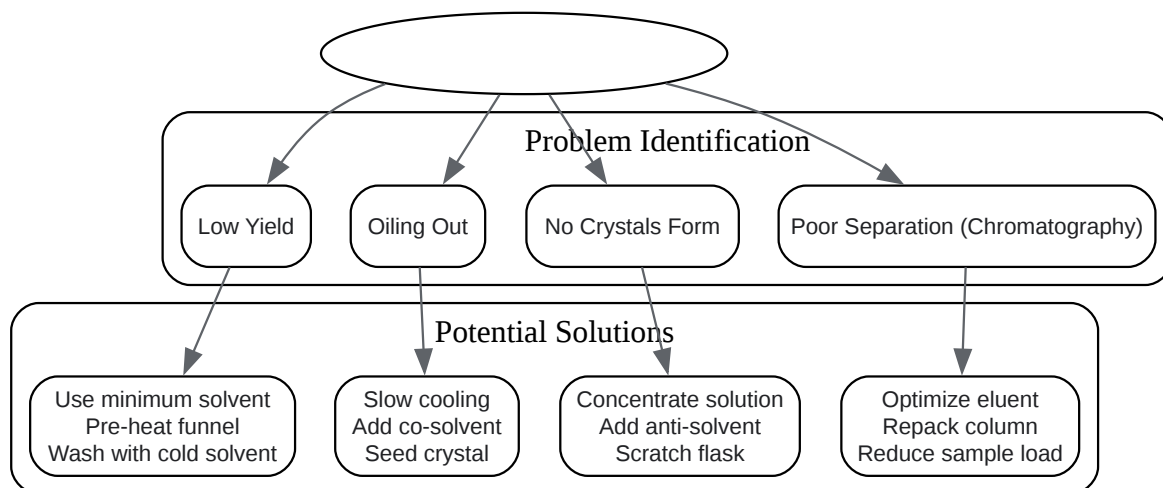 Problem Identification
Low Yield
Oiling Out
No Crystals Form
Poor Separation (Chromatography)
Potential Solutions
Use minimum solvent
Pre-heat funnel
Wash with cold solvent
Slow cooling
Add co-solvent
Seed crystal
Concentrate solution
Add anti-solvent
Scratch flask
Optimize eluent
Repack column
Reduce sample load